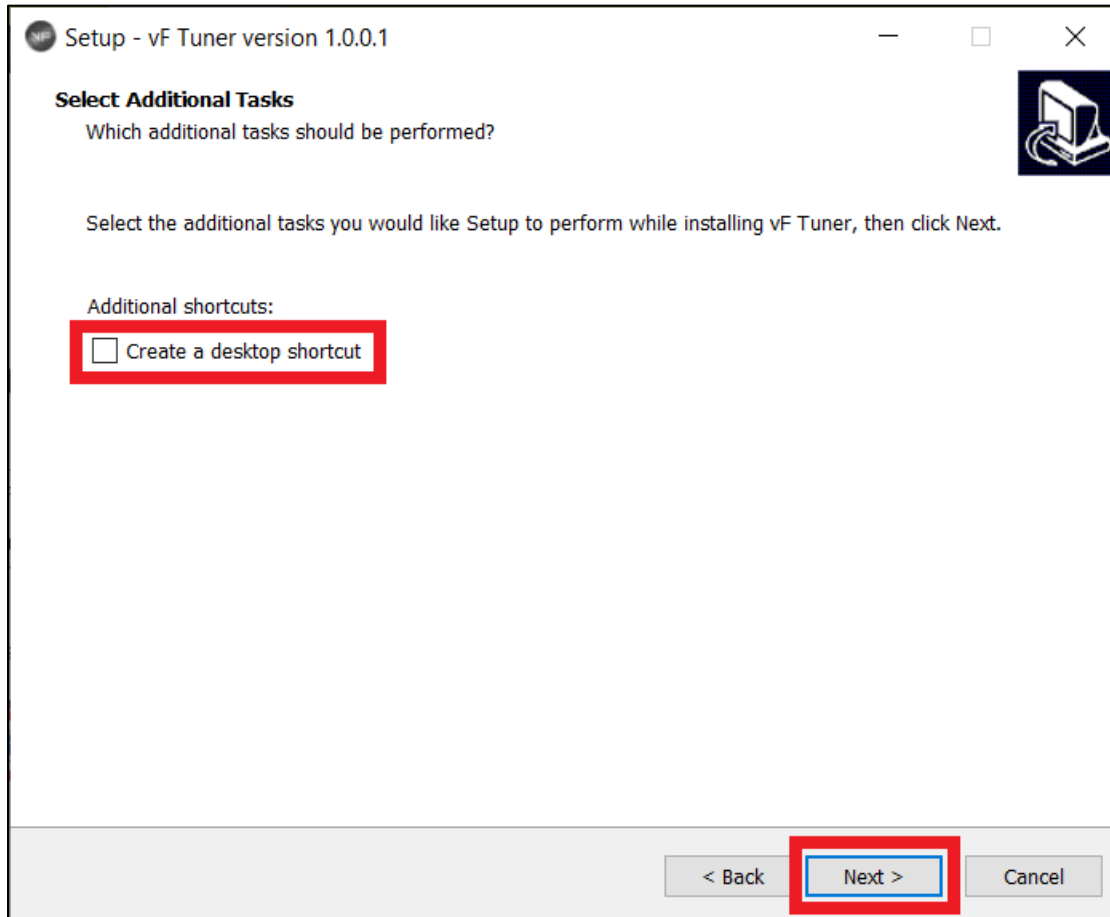 Setup - vF Tuner version 1.0.0.1
Select Additional Tasks
Which additional tasks should be performed?
Select the additional tasks you would like Setup to perform while installing vF Tuner, then click Next.
Additional shortcuts:
Create a desktop shortcut
< Back Next > Cancel